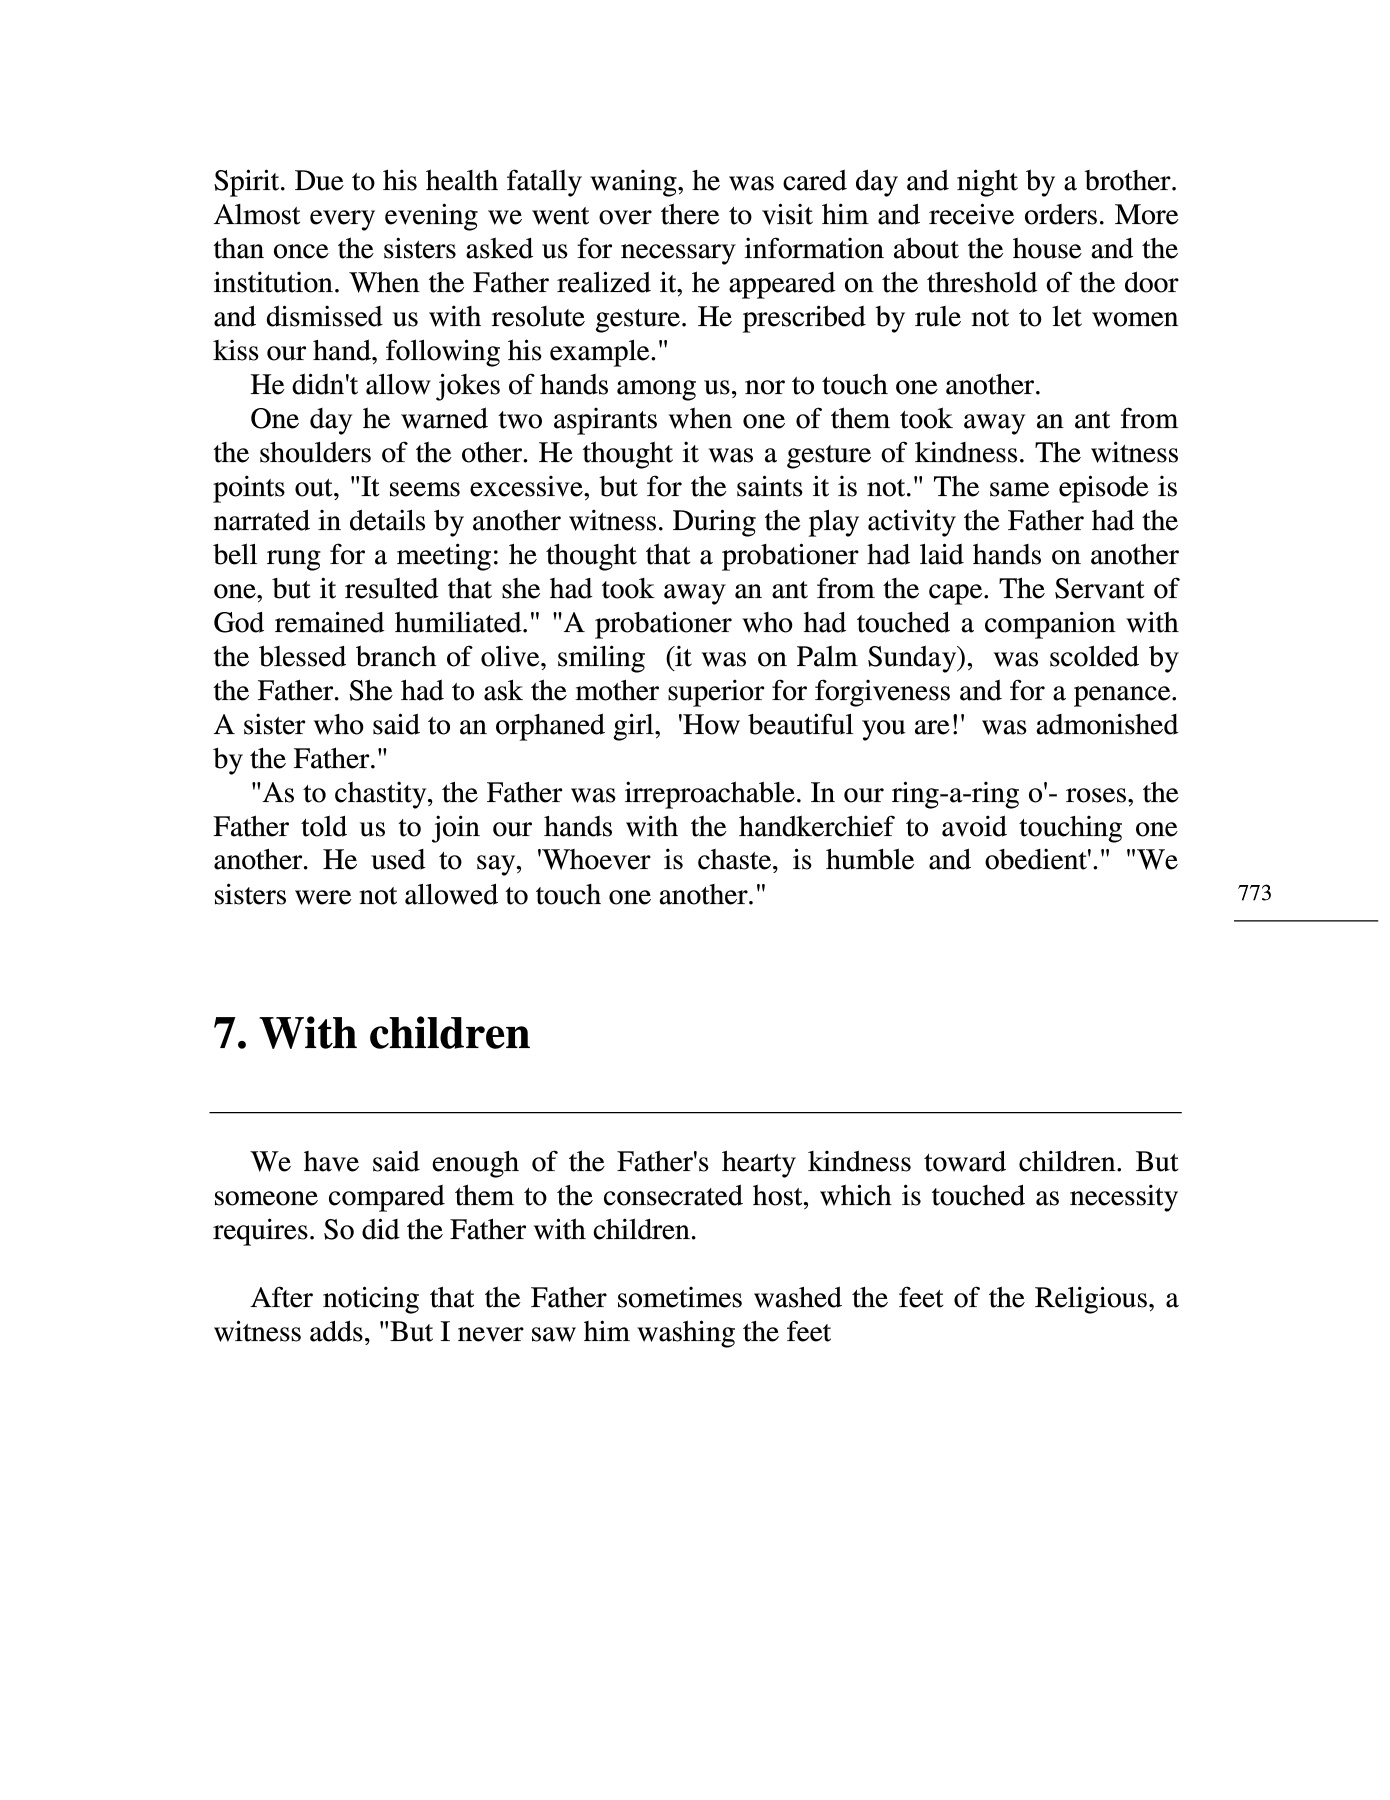 Spirit. Due to his health fatally waning, he was cared day and night by a brother.
Almost every evening we went over there to visit him and receive orders. More
than once the sisters asked us for necessary information about the house and the
institution. When the Father realized it, he appeared on the threshold of the door
and dismissed us with resolute gesture. He prescribed by rule not to let women
kiss our hand, following his example."
He didn't allow jokes of hands among us, nor to touch one another.
One day he warned two aspirants when one of them took away an ant from
the shoulders of the other. He thought it was a gesture of kindness. The witness
points out, "It seems excessive, but for the saints it is not." The same episode is
narrated in details by another witness. During the play activity the Father had the
bell rung for a meeting: he thought that a probationer had laid hands on another
one, but it resulted that she had took away an ant from the cape. The Servant of
God remained humiliated." "A probationer who had touched a companion with
the blessed branch of olive, smiling (it was on Palm Sunday), was scolded by
the Father. She had to ask the mother superior for forgiveness and for a penance.
A sister who said to an orphaned girl, 'How beautiful you are!' was admonished
by the Father."
"As to chastity, the Father was irreproachable. In our ring-a-ring o'- roses, the
Father told us to join our hands with the handkerchief to avoid touching one
another. He used to say, 'Whoever is chaste, is humble and obedient'." "We
sisters were not allowed to touch one another."
773
7. With children
We have said enough of the Father's hearty kindness toward children. But
someone compared them to the consecrated host, which is touched as necessity
requires. So did the Father with children.
After noticing that the Father sometimes washed the feet of the Religious, a
witness adds, "But I never saw him washing the feet